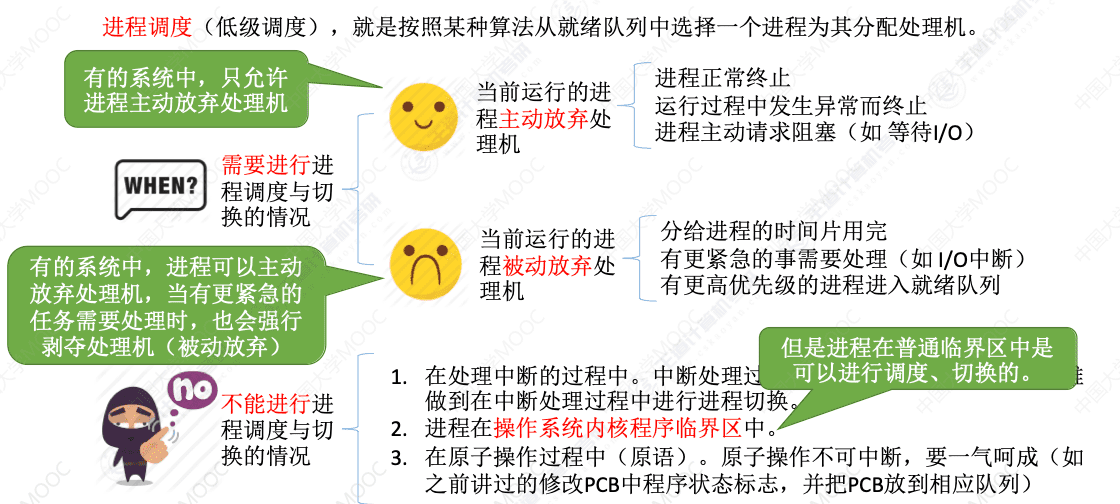 进程调度（低级调度），就是按照某种算法从就绪队列中选择一个进程为其分配处理机。
有的系统中，只允许
进程主动放弃处理机
当前运行的进
程主动放弃处
理机
进程正常终止
运行过程中发生异常而终止
进程主动请求阻塞（如 等待I/O）
WHEN?
需要进行进
程调度与切
换的情况
有的系统中，进程可以主动
放弃处理机，当有更紧急的
任务需要处理时，也会强行
剥夺处理机（被动放弃）
当前运行的进
程被动放弃处
理机
分给进程的时间片用完
有更紧急的事需要处理（如 I/O中断）
有更高优先级的进程进入就绪队列
但是进程在普通临界区中是
可以进行调度、切换的。
no
不能进行进
程调度与切
换的情况
1. 在处理中断的过程中。中断处理过
做到在中断处理过程中进行进程切换。
2. 进程在操作系统内核程序临界区中。
3. 在原子操作过程中（原语）。原子操作不可中断，要一气呵成（如
之前讲过的修改PCB中程序状态标志，并把PCB放到相应队列）